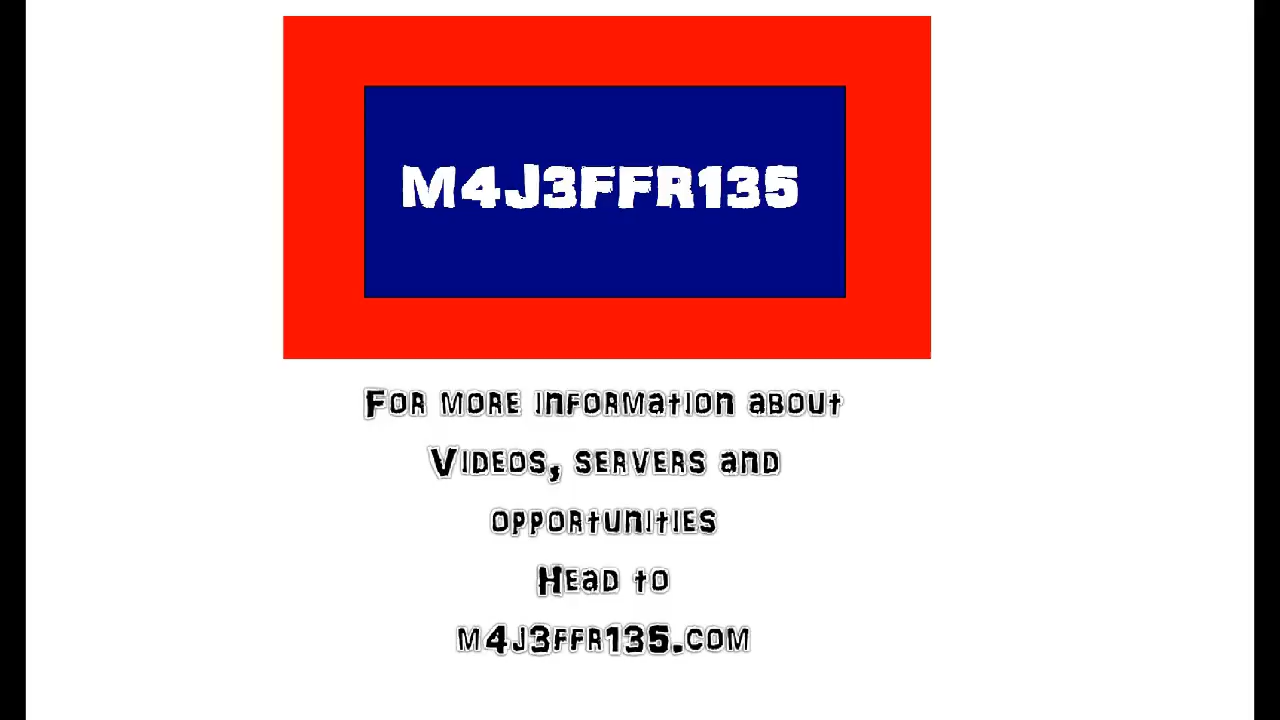 M4J3FFR135
For more information about
Videos, servers and
opportunities
Head to
m4j3ffr135.com